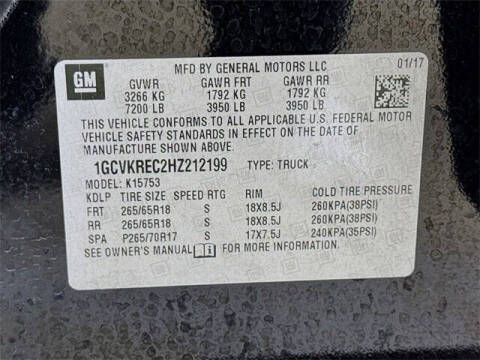 GM
MFD BY GENERAL MOTORS LLC
01/17
GVWR GAWR FRT GAWR RR
3266 KG 1792 KG 1792 KG
7200 LB 3950 LB 3950 LB
THIS VEHICLE CONFORMS TO ALL APPLICABLE U.S. FEDERAL MOTOR
VEHICLE SAFETY STANDARDS IN EFFECT ON THE DATE OF
MANUFACTURE SHOWN ABOVE.
1GCVKREC2HZ212199 TYPE: TRUCK
MODEL: K15753
KDLP TIRE SIZE SPEED RTG RIM COLD TIRE PRESSURE
FRT 265/65R18 S 18X8.5J 260KPA(38PSI)
RR 265/65R18 S 18X8.5J 260KPA(38PSI)
SPA P265/70R17 S 17X7.5J 240KPA(35PSI)
SEE OWNER'S MANUAL FOR MORE INFORMATION.